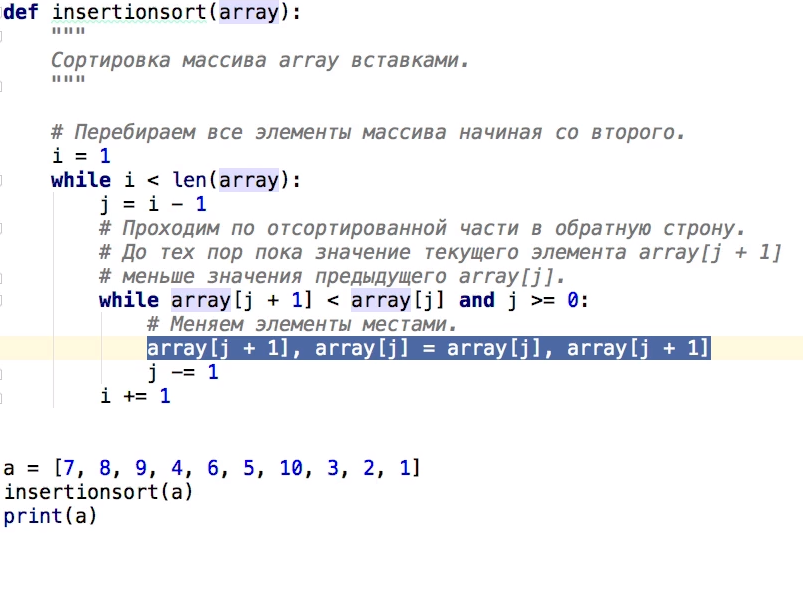 def insertionsort(array):
    """
    Сортировка массива array вставками.
    """
    # Перебираем все элементы массива начиная со второго.
    i = 1
    while i < len(array):
        j = i - 1
        # Проходим по отсортированной части в обратную строну.
        # До тех пор пока значение текущего элемента array[j + 1]
        # меньше значения предыдущего array[j].
        while array[j + 1] < array[j] and j >= 0:
            # Меняем элементы местами.
            array[j + 1], array[j] = array[j], array[j + 1]
            j -= 1
        i += 1
a = [7, 8, 9, 4, 6, 5, 10, 3, 2, 1]
insertionsort(a)
print(a)